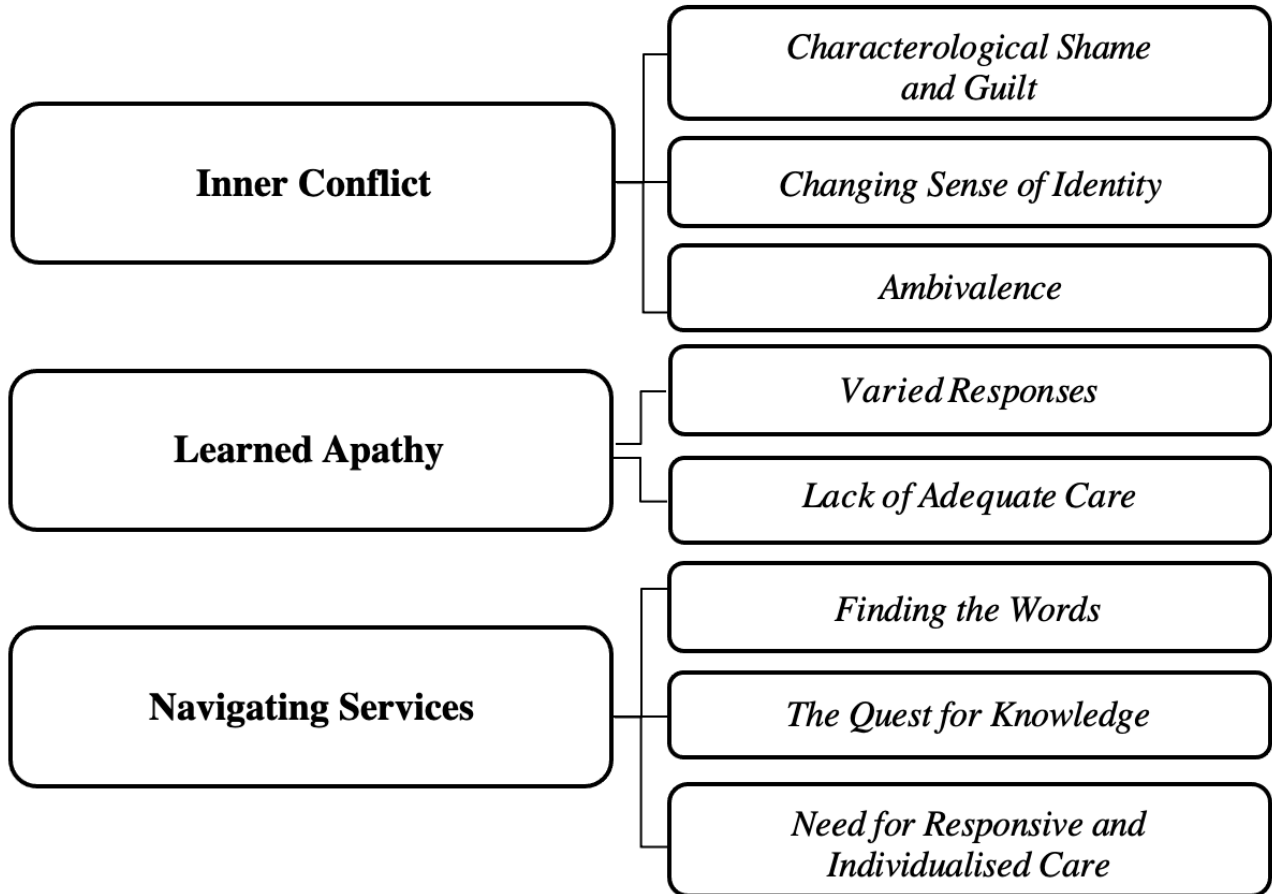 Inner Conflict
Characterological Shame
and Guilt
Changing Sense of Identity
Ambivalence
Learned Apathy
Varied Responses
Lack of Adequate Care
Navigating Services
Finding the Words
The Quest for Knowledge
Need for Responsive and
Individualised Care